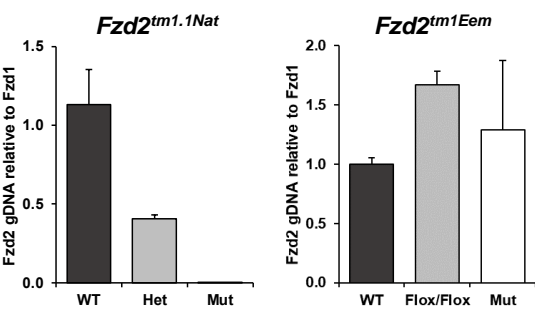 Fzd2tm1.1Nat
Fzd2 gDNA relative to Fzd1
1.5
1.0
0.5
0.0
WT Het Mut
Fzd2tm1Eem
Fzd2 gDNA relative to Fzd1
2.0
1.5
1.0
0.5
0.0
WT Flox/Flox Mut